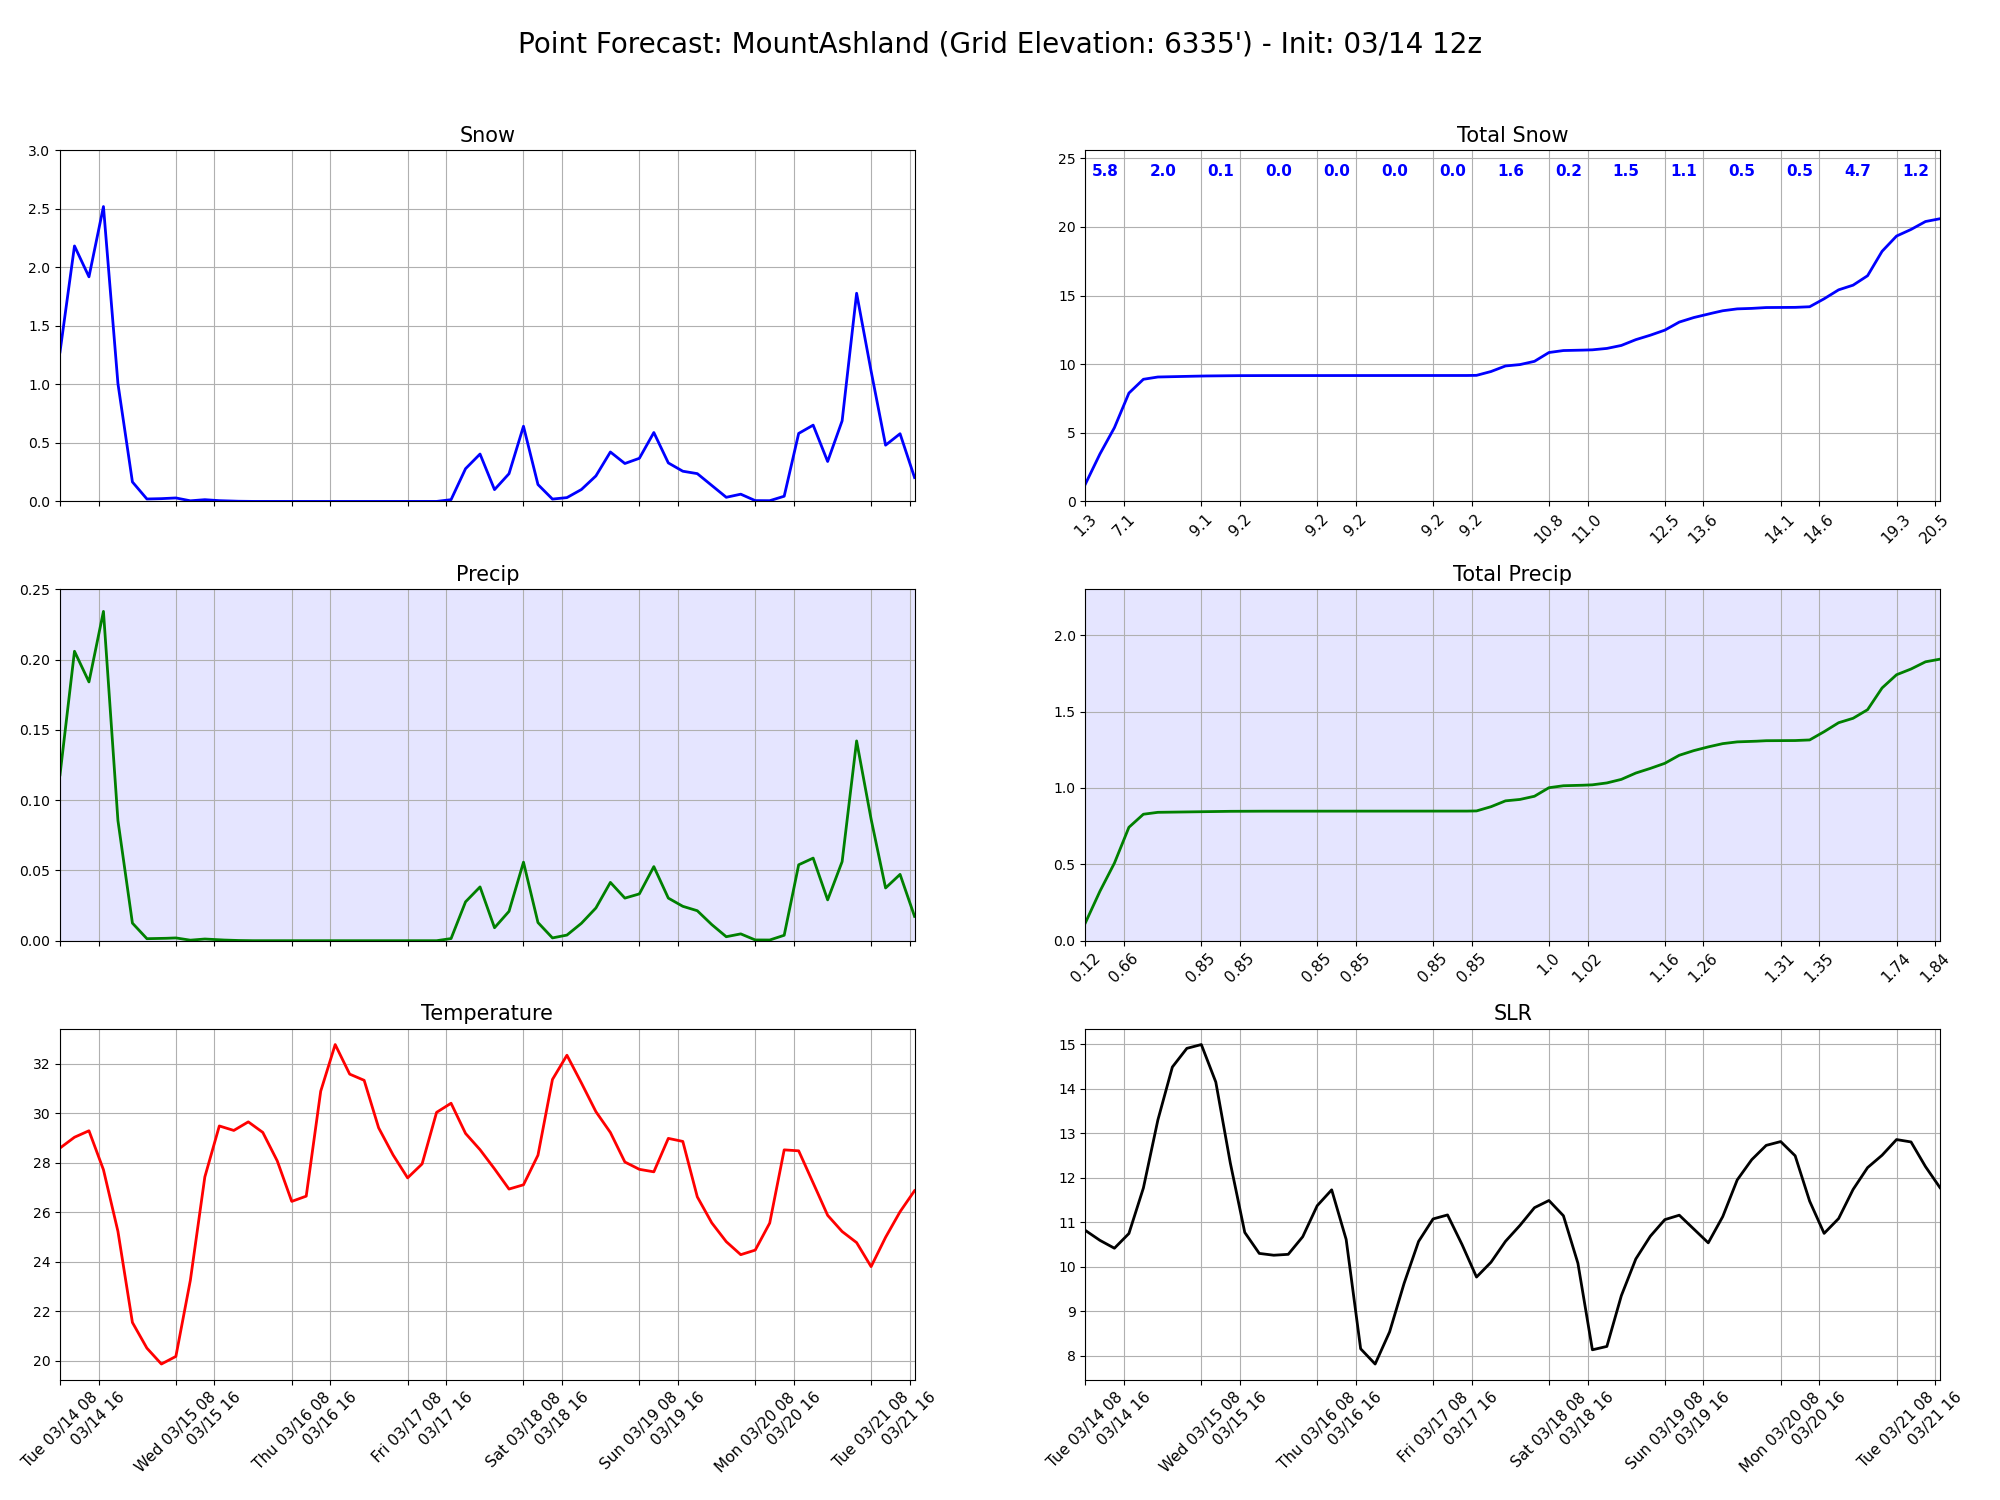 Point Forecast: MountAshland (Grid Elevation: 6335') - Init: 03/14 12z
Snow
3.0
2.5
2.0
1.5
1.0
0.5
0.0
Total Snow
25
20
15
10
5
0
5.8 2.0 0.1 0.0 0.0 0.0 0.0 1.6 0.2 1.5 1.1 0.5 0.5 4.7 1.2
1.3 7.1 9.1 9.2 9.2 9.2 9.2 9.2 10.8 11.0 12.5 13.6 14.1 14.6 19.3 20.5
Precip
0.25
0.20
0.15
0.10
0.05
0.00
Total Precip
2.0
1.5
1.0
0.5
0.0
0.12 0.66 0.85 0.85 0.85 0.85 0.85 0.85 1.0 1.02 1.16 1.26 1.31 1.35 1.74 1.84
Temperature
32
30
28
26
24
22
20
Tue 03/14 08
03/14 16
Wed 03/15 08
03/15 16
Thu 03/16 08
03/16 16
Fri 03/17 08
03/17 16
Sat 03/18 08
03/18 16
Sun 03/19 08
03/19 16
Mon 03/20 08
03/20 16
Tue 03/21 08
03/21 16
SLR
15
14
13
12
11
10
9
8
Tue 03/14 08
03/14 16
Wed 03/15 08
03/15 16
Thu 03/16 08
03/16 16
Fri 03/17 08
03/17 16
Sat 03/18 08
03/18 16
Sun 03/19 08
03/19 16
Mon 03/20 08
03/20 16
Tue 03/21 08
03/21 16